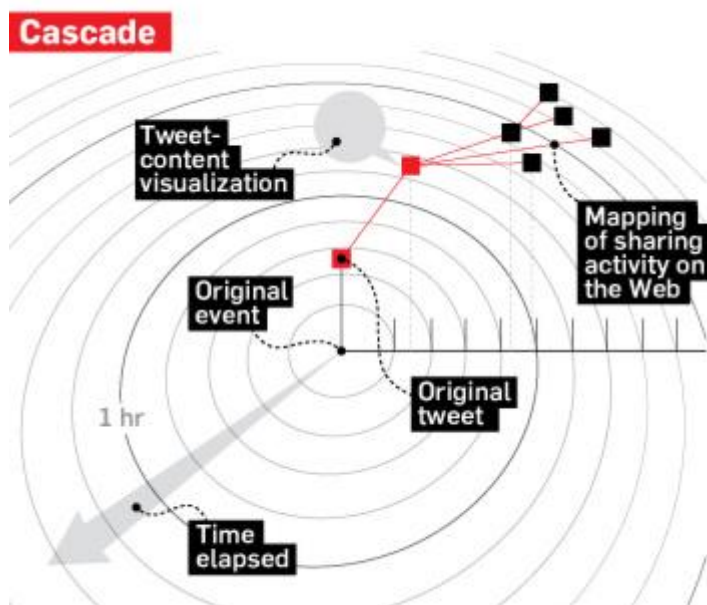 Cascade
Tweet-
content
visualization
Mapping
of sharing
activity on
the Web
Original
event
Original
tweet
1 hr
Time
elapsed